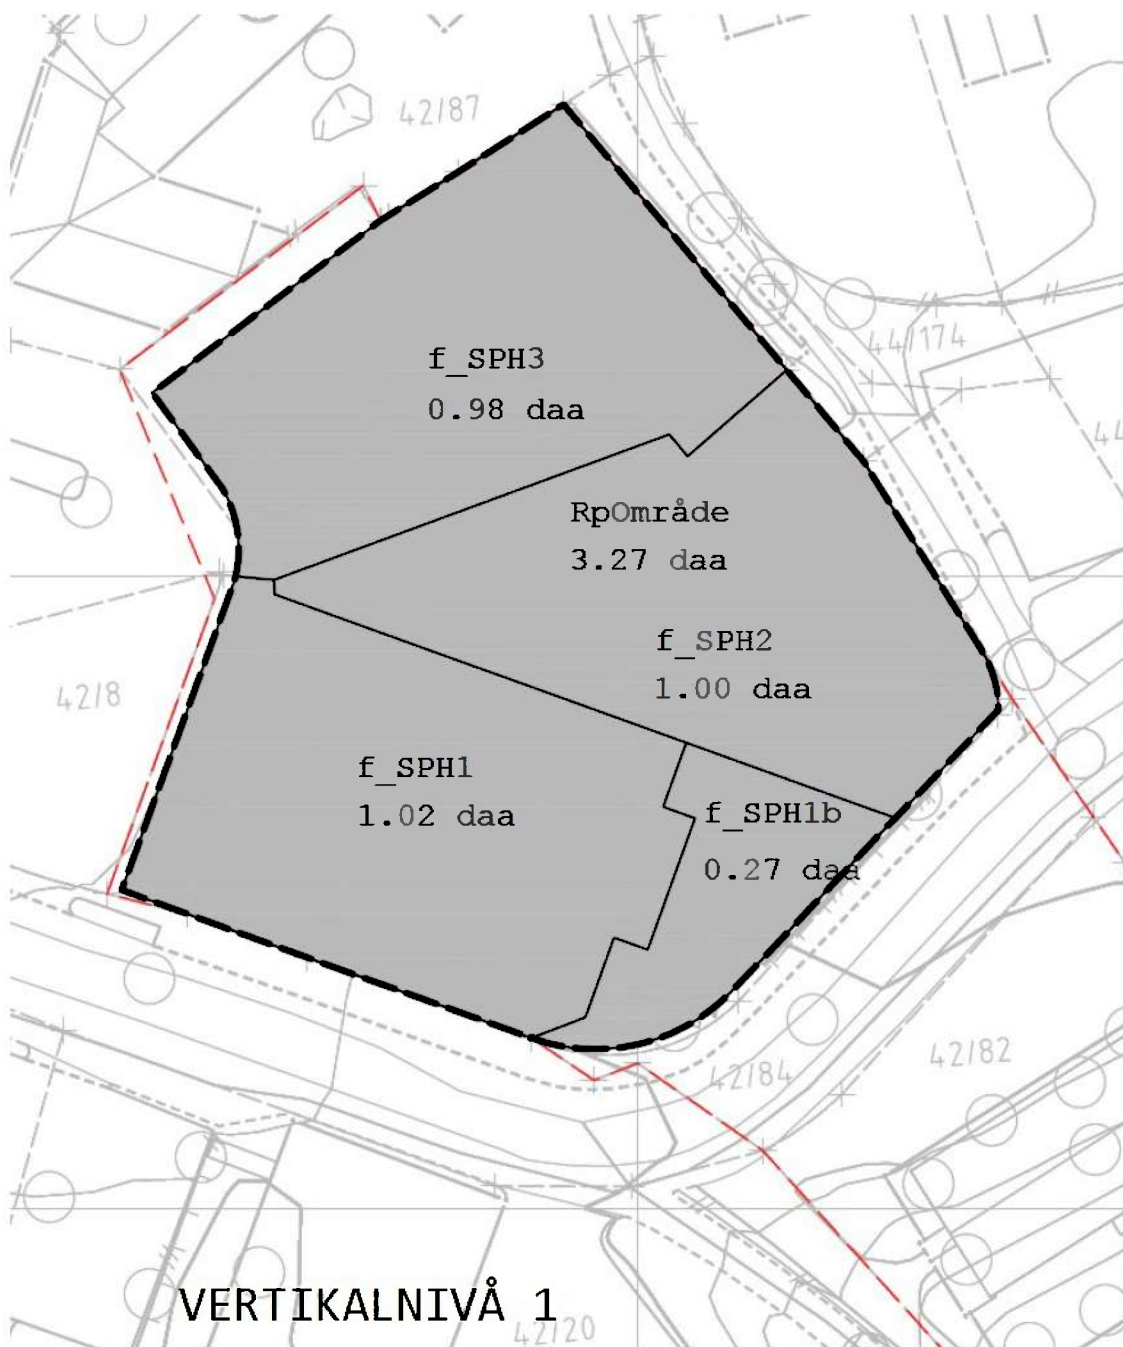 42/87
44/174
f_SPH3
0.98 daa
44
RpOmråde
3.27 daa
f_SPH2
1.00 daa
42/8
f_SPH1
1.02 daa
f_SPH1b
0.27 daa
42/82
42/84
VERTIKALNIVÅ 1
42/20